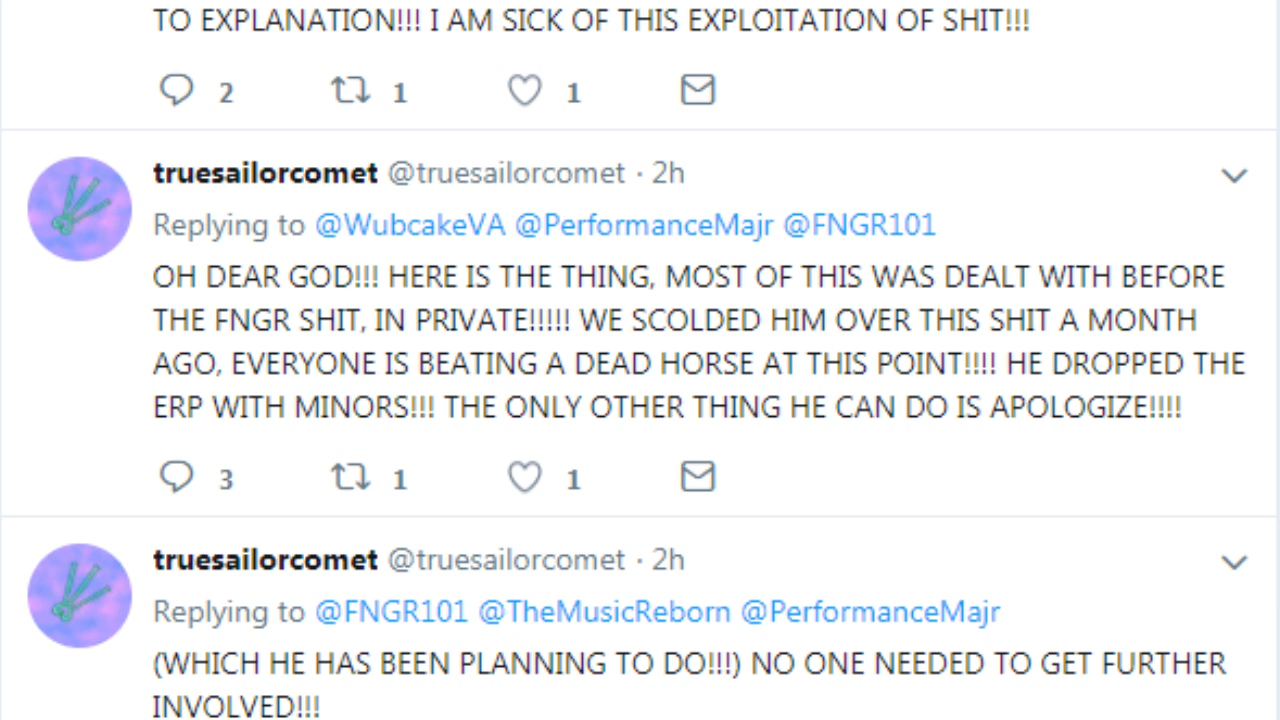 TO EXPLANATION!!! I AM SICK OF THIS EXPLOITATION OF SHIT!!!
2 1 1
truesailorcomet @truesailorcomet · 2h
Replying to @WubcakeVA @PerformanceMajr @FNGR101
OH DEAR GOD!!! HERE IS THE THING, MOST OF THIS WAS DEALT WITH BEFORE
THE FNGR SHIT, IN PRIVATE!!!!! WE SCOLDED HIM OVER THIS SHIT A MONTH
AGO, EVERYONE IS BEATING A DEAD HORSE AT THIS POINT!!!! HE DROPPED THE
ERP WITH MINORS!!! THE ONLY OTHER THING HE CAN DO IS APOLOGIZE!!!!
3 1 1
truesailorcomet @truesailorcomet · 2h
Replying to @FNGR101 @TheMusicReborn @PerformanceMajr
(WHICH HE HAS BEEN PLANNING TO DO!!!) NO ONE NEEDED TO GET FURTHER
INVOLVED!!!